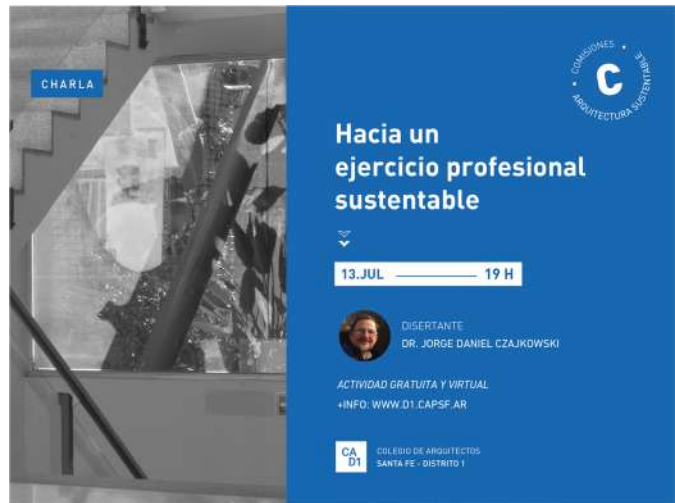 CHARLA
• COMISIONES •
ARQUITECTURA SUSTENTABLE
C
Hacia un
ejercicio profesional
sustentable
13.JUL 19 H
DISERTANTE
DR. JORGE DANIEL CZAJKOWSKI
ACTIVIDAD GRATUITA Y VIRTUAL
+INFO: WWW.D1.CAPSF.AR
CA
D1
COLEGIO DE ARQUITECTOS
SANTA FE - DISTRITO 1